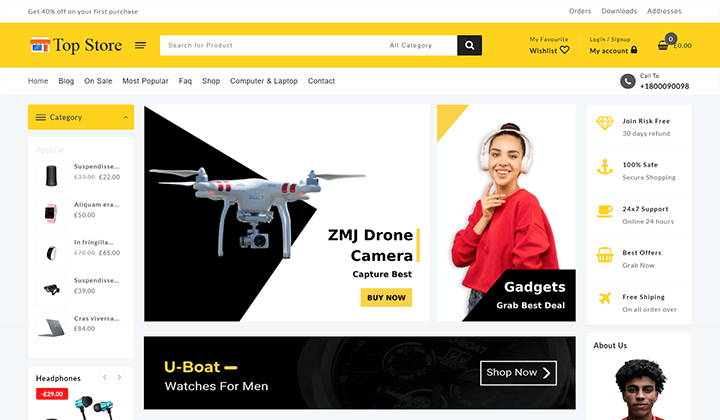 Get 40% off on your first purchase
Orders Downloads Addresses
Top Store
Search for Product
All Category
My Favourite
Wishlist
Login / Signup
My account
0
£0.00
Home Blog On Sale Most Popular Faq Shop Computer & Laptop Contact
Call To
+1800090098
Category
Popular
Suspendisse...
£33.00 £22.00
Aliquam era...
£50.00
In fringilla...
£78.00 £65.00
Suspendisse...
£39.00
Cras viverra...
£84.00
Headphones
-£29.00
ZMJ Drone
Camera
Capture Best
BUY NOW
Gadgets
Grab Best Deal
U-Boat
Watches For Men
Shop Now
Join Risk Free
30 days refund
100% Safe
Secure Shopping
24x7 Support
Online 24 hours
Best Offers
Grab Now
Free Shiping
On all order over
About Us